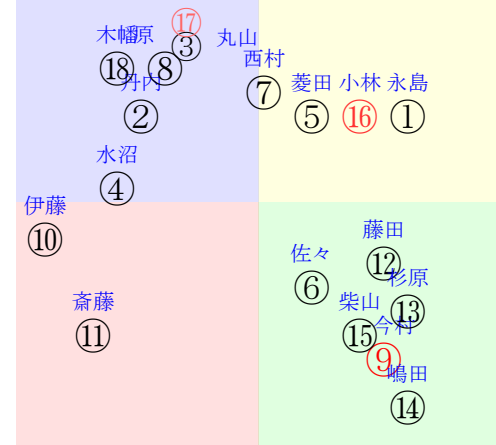 ⑰ 丸山
木幡 原 ③ 西村
⑱ ⑧ ⑦
丹内 菱田 小林 永島
② ⑤ ⑯ ①
水沼
④
伊藤 藤田
⑩ 佐々 ⑫
⑥ 杉原
斎藤 柴山 ⑬
⑪ ⑮ 今村
⑨
嶋田
⑭